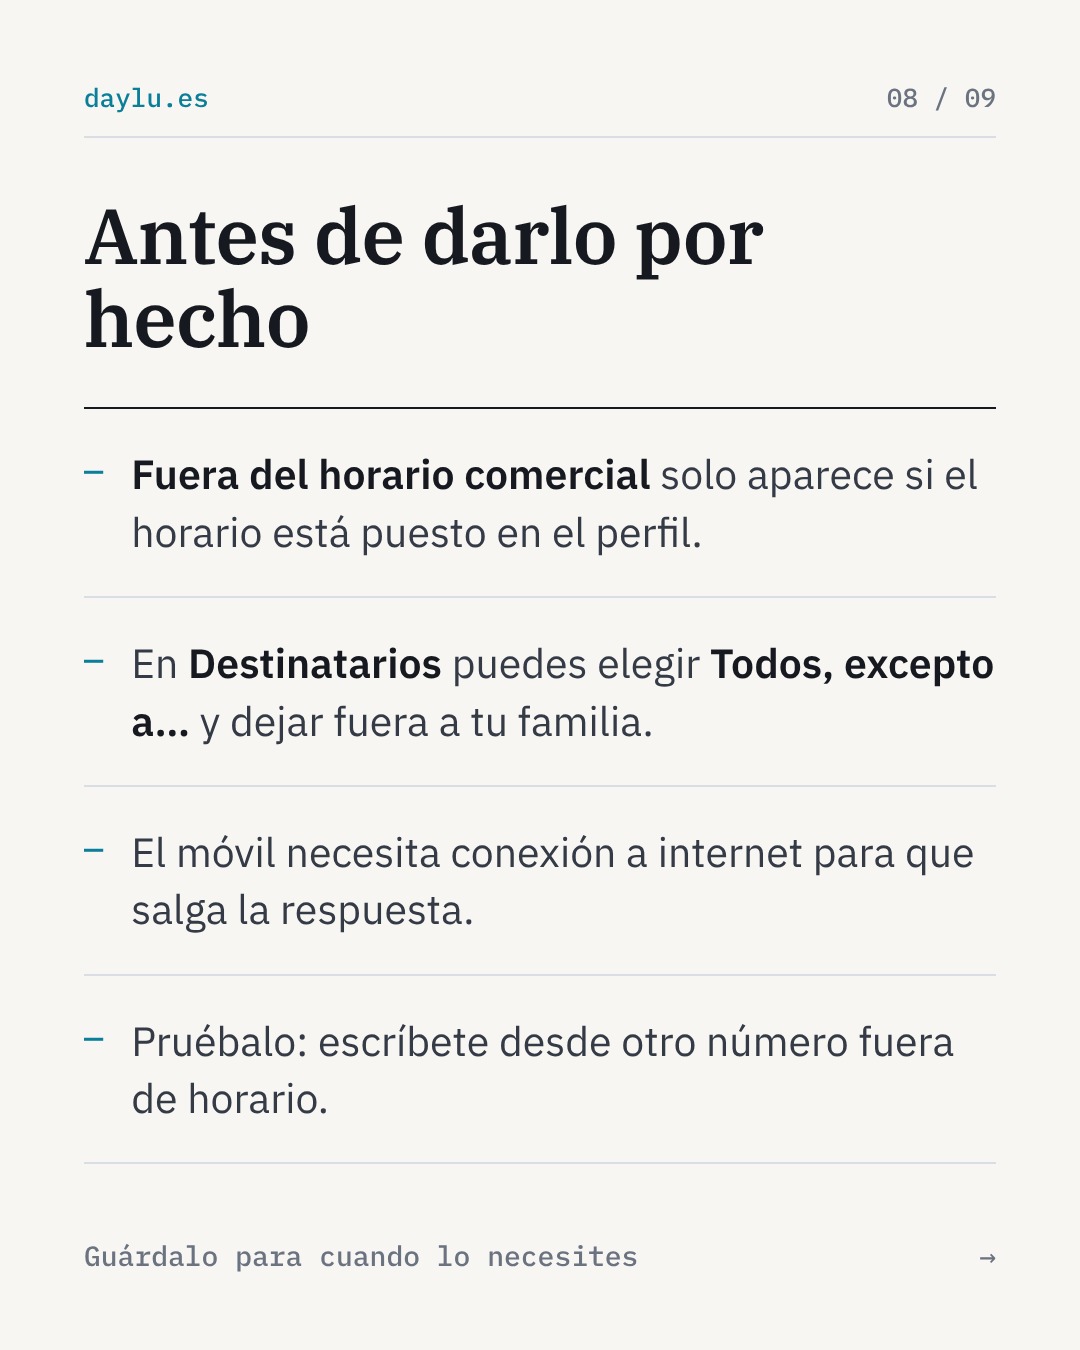 daylu.es
08 / 09
Antes de darlo por
hecho
– Fuera del horario comercial solo aparece si el
horario está puesto en el perfil.
– En Destinatarios puedes elegir Todos, excepto
a... y dejar fuera a tu familia.
– El móvil necesita conexión a internet para que
salga la respuesta.
– Pruébalo: escríbete desde otro número fuera
de horario.
Guárdalo para cuando lo necesites →